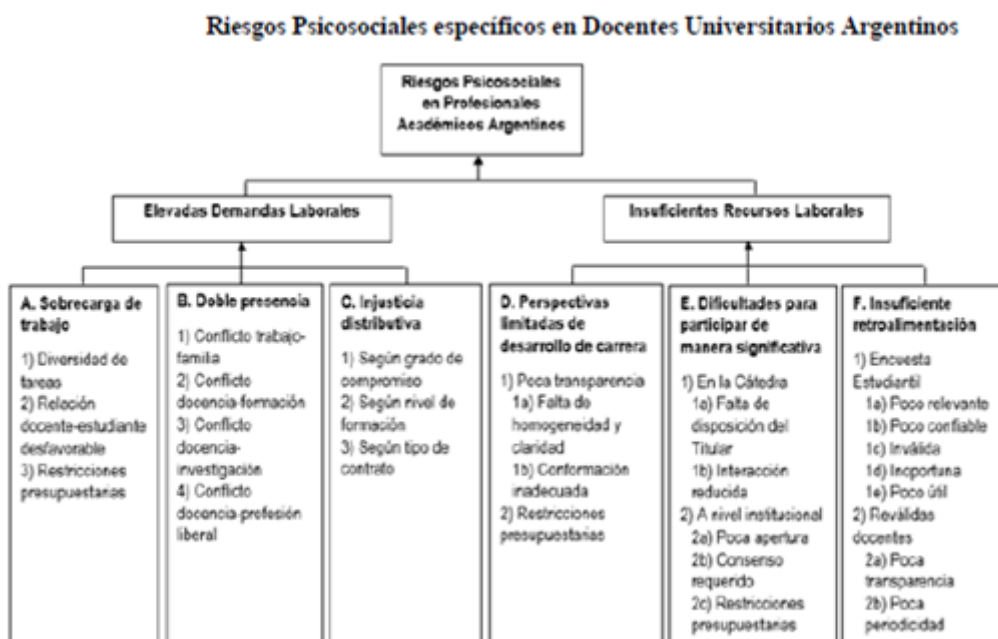 Riesgos Psicosociales específicos en Docentes Universitarios Argentinos
Riesgos Psicosociales
en Profesionales
Académicos Argentinos
Elevadas Demandas Laborales
Insuficientes Recursos Laborales
A. Sobrecarga de
trabajo
1) Diversidad de
tareas
2) Relación
docente-estudiante
desfavorable
3) Restricciones
presupuestarias
B. Doble presencia
1) Conflicto trabajo-
familia
2) Conflicto
docencia-formación
3) Conflicto
docencia-
investigación
4) Conflicto
docencia-profesión
liberal
C. Injusticia
distributiva
1) Según grado de
compromiso
2) Según nivel de
formación
3) Según tipo de
contrato
D. Perspectivas
limitadas de
desarrollo de carrera
1) Poca transparencia
1a) Falta de
homogeneidad y
claridad
1b) Conformación
inadecuada
2) Restricciones
presupuestarias
E. Dificultades para
participar de
manera significativa
1) En la Cátedra
1a) Falta de
disposición del
Titular
1b) Interacción
reducida
2) A nivel institucional
2a) Poca apertura
2b) Consenso
requerido
2c) Restricciones
presupuestarias
F. Insuficiente
retroalimentación
1) Encuesta
Estudiantil
1a) Poco relevante
1b) Poco confiable
1c) Inválida
1d) Inoportuna
1e) Poco útil
2) Reválidas
docentes
2a) Poca
transparencia
2b) Poca
periodicidad